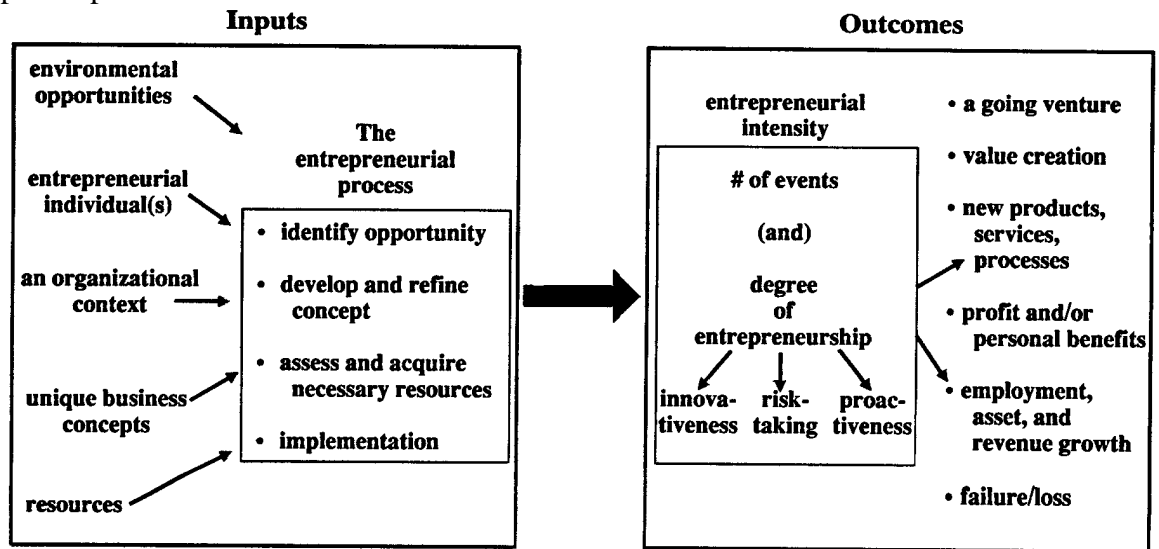 Inputs
environmental
opportunities
entrepreneurial
individual(s)
an organizational
context
unique business
concepts
resources
The
entrepreneurial
process
• identify opportunity
• develop and refine
concept
• assess and acquire
necessary resources
• implementation
Outcomes
entrepreneurial
intensity
# of events
(and)
degree
of
entrepreneurship
innova-
tiveness
risk-
taking
proac-
tiveness
• a going venture
• value creation
• new products,
services,
processes
• profit and/or
personal benefits
• employment,
asset, and
revenue growth
• failure/loss